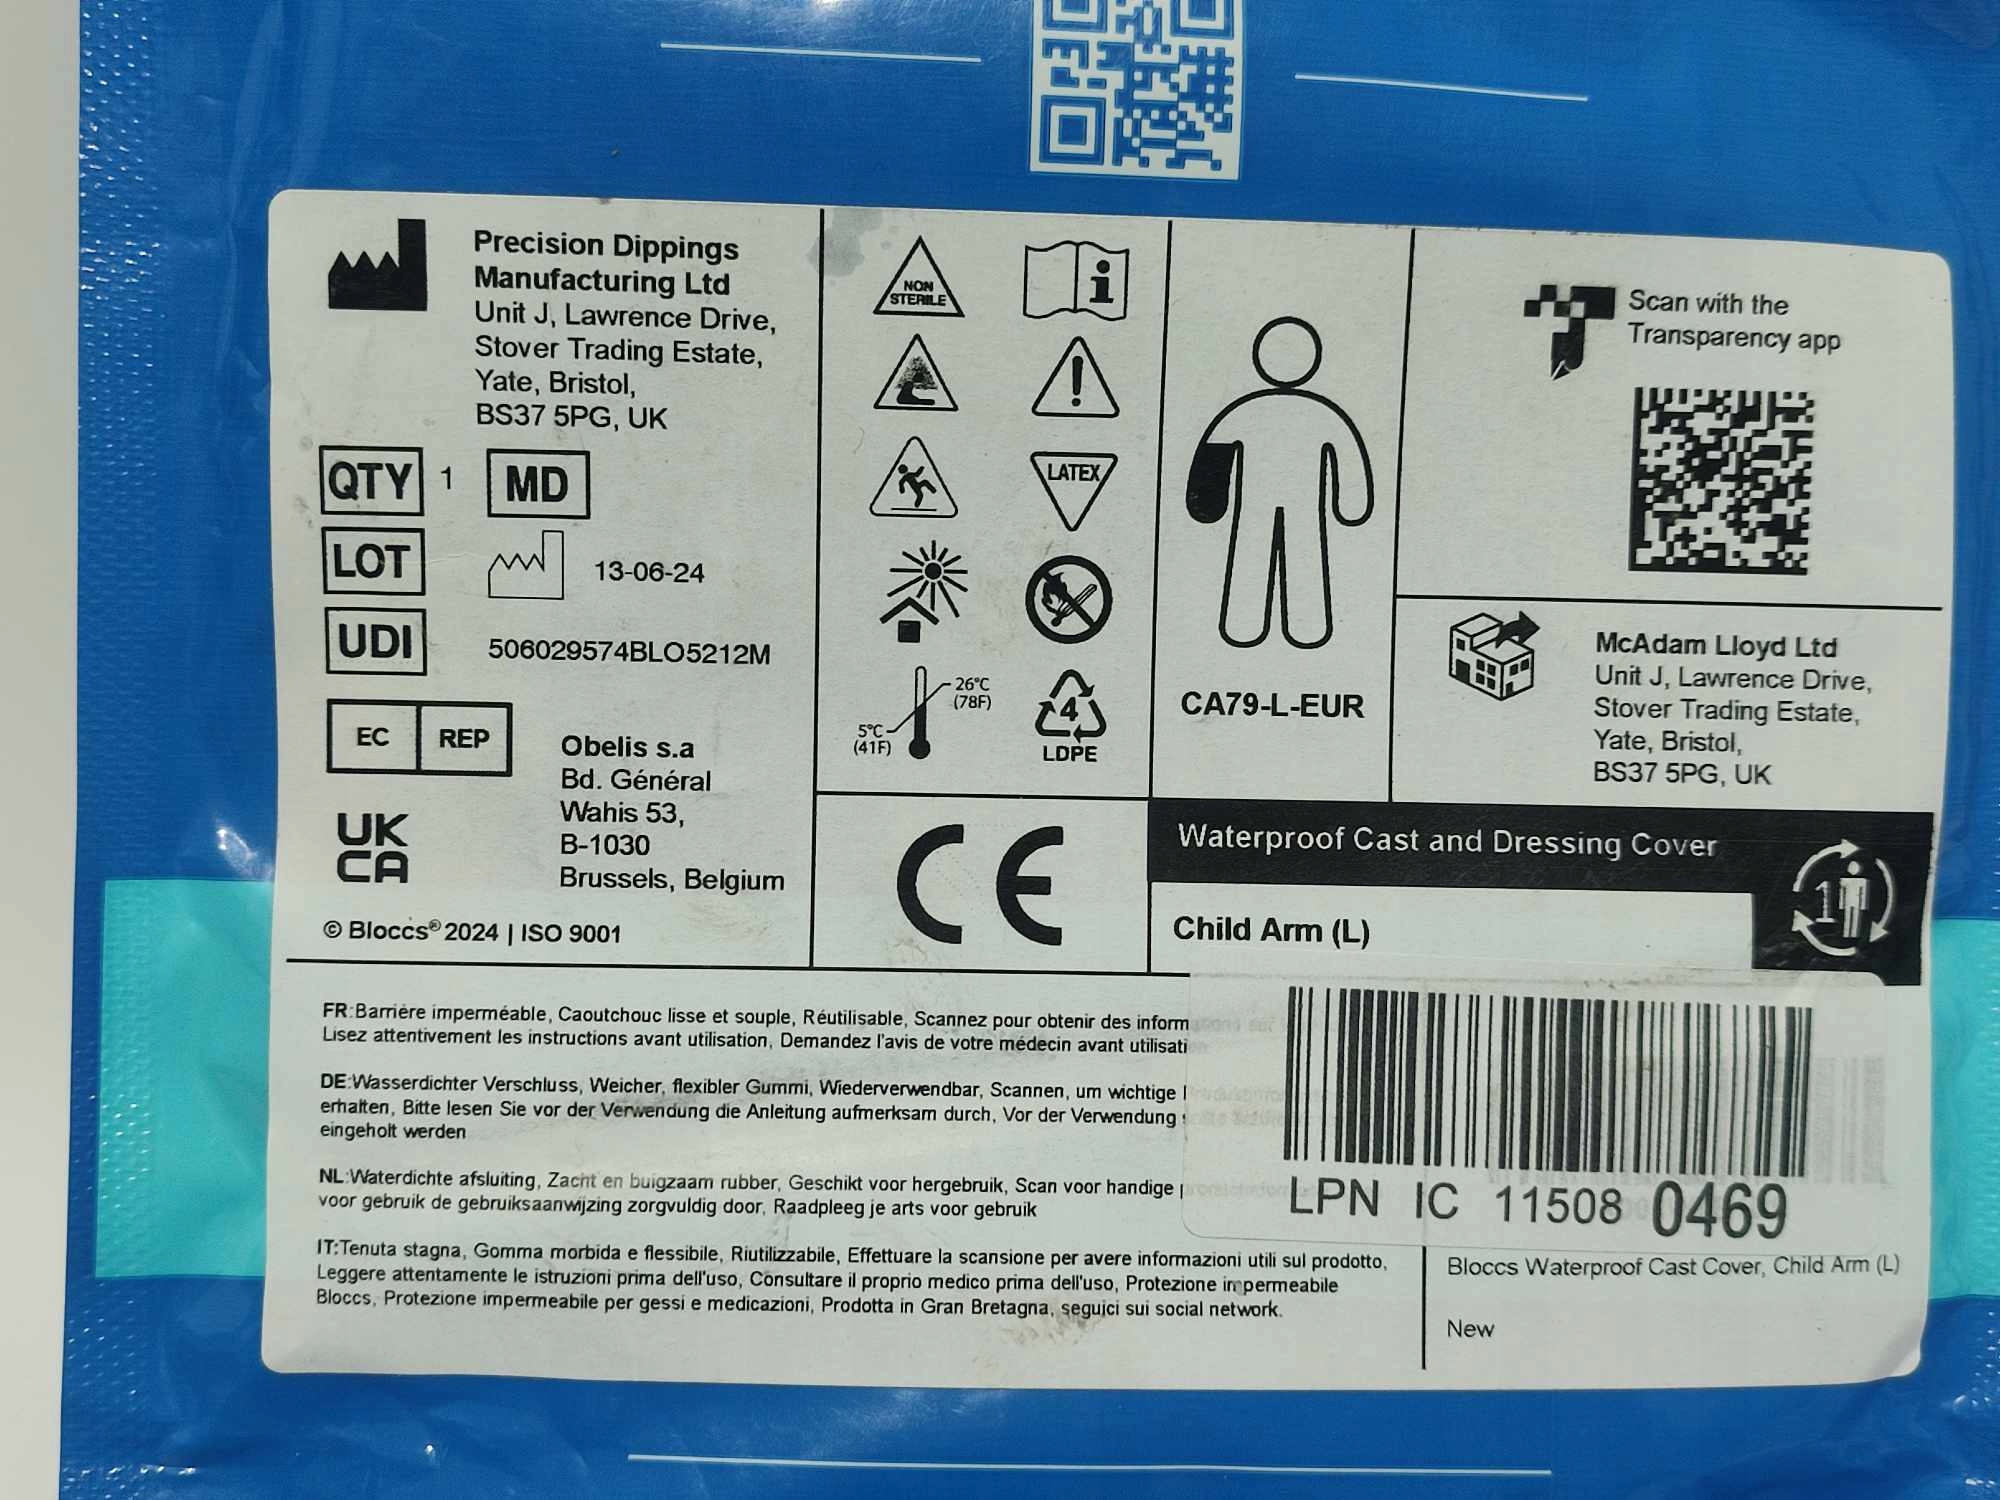 Precision Dippings
Manufacturing Ltd
Unit J, Lawrence Drive,
Stover Trading Estate,
Yate, Bristol,
BS37 5PG, UK
QTY 1 MD
LOT 13-06-24
UDI 506029574BLO5212M
EC REP
Obelis s.a
Bd. Général
Wahis 53,
B-1030
Brussels, Belgium
UK
CA
© Bloccs® 2024 | ISO 9001
NON
STERILE
LATEX
26°C
(78F)
5°C
(41F)
4
LDPE
CE
CA79-L-EUR
Scan with the
Transparency app
McAdam Lloyd Ltd
Unit J, Lawrence Drive,
Stover Trading Estate,
Yate, Bristol,
BS37 5PG, UK
Waterproof Cast and Dressing Cover
1
Child Arm (L)
FR:Barrière imperméable, Caoutchouc lisse et souple, Réutilisable, Scannez pour obtenir des inform
Lisez attentivement les instructions avant utilisation, Demandez l'avis de votre médecin avant utilisati
DE:Wasserdichter Verschluss, Weicher, flexibler Gummi, Wiederverwendbar, Scannen, um wichtige
erhalten, Bitte lesen Sie vor der Verwendung die Anleitung aufmerksam durch, Vor der Verwendung
eingeholt werden
NL:Waterdichte afsluiting, Zacht en buigzaam rubber, Geschikt voor hergebruik, Scan voor handige
voor gebruik de gebruiksaanwijzing zorgvuldig door, Raadpleeg je arts voor gebruik
IT:Tenuta stagna, Gomma morbida e flessibile, Riutilizzabile, Effettuare la scansione per avere informazioni utili sul prodotto,
Leggere attentamente le istruzioni prima dell'uso, Consultare il proprio medico prima dell'uso, Protezione impermeabile
Bloccs, Protezione impermeabile per gessi e medicazioni, Prodotta in Gran Bretagna, seguici sui social network.
LPN IC 11508 0469
Bloccs Waterproof Cast Cover, Child Arm (L)
New